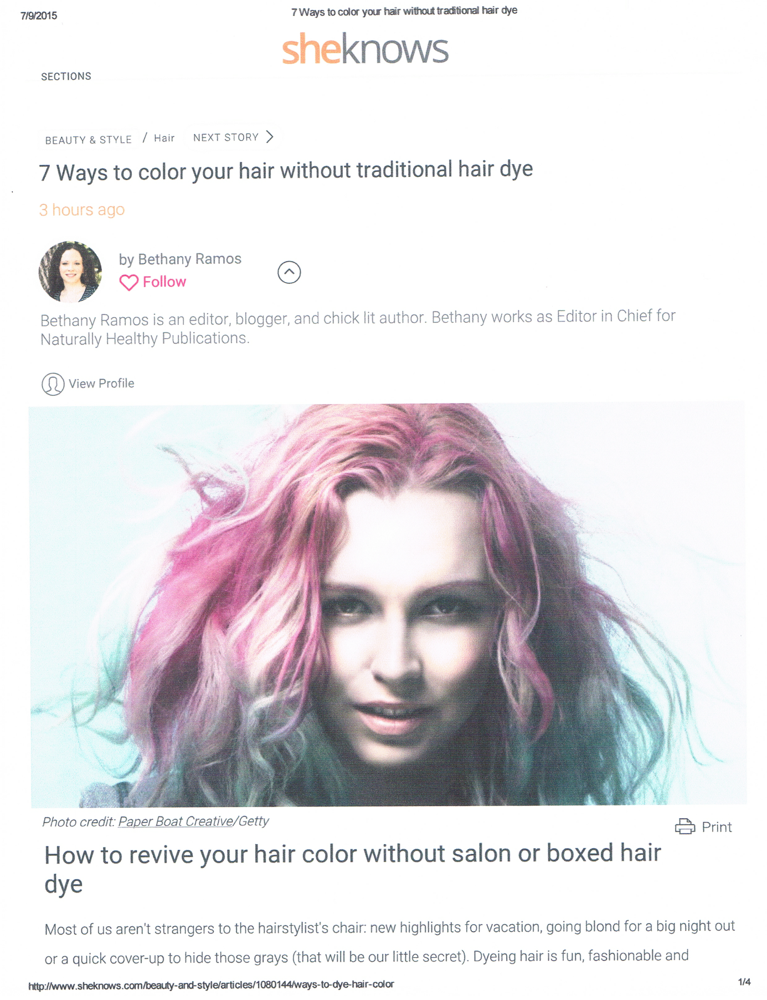 7/9/2015
7 Ways to color your hair without traditional hair dye
sheknows
SECTIONS
BEAUTY & STYLE / Hair NEXT STORY
7 Ways to color your hair without traditional hair dye
3 hours ago
by Bethany Ramos
Follow
Bethany Ramos is an editor, blogger, and chick lit author. Bethany works as Editor in Chief for
Naturally Healthy Publications.
View Profile
Photo credit: Paper Boat Creative/Getty
Print
How to revive your hair color without salon or boxed hair
dye
Most of us aren't strangers to the hairstylist's chair: new highlights for vacation, going blond for a big night out
or a quick cover-up to hide those grays (that will be our little secret). Dyeing hair is fun, fashionable and
http://www.sheknows.com/beauty-and-style/articles/1080144/ways-to-dye-hair-color
1/4